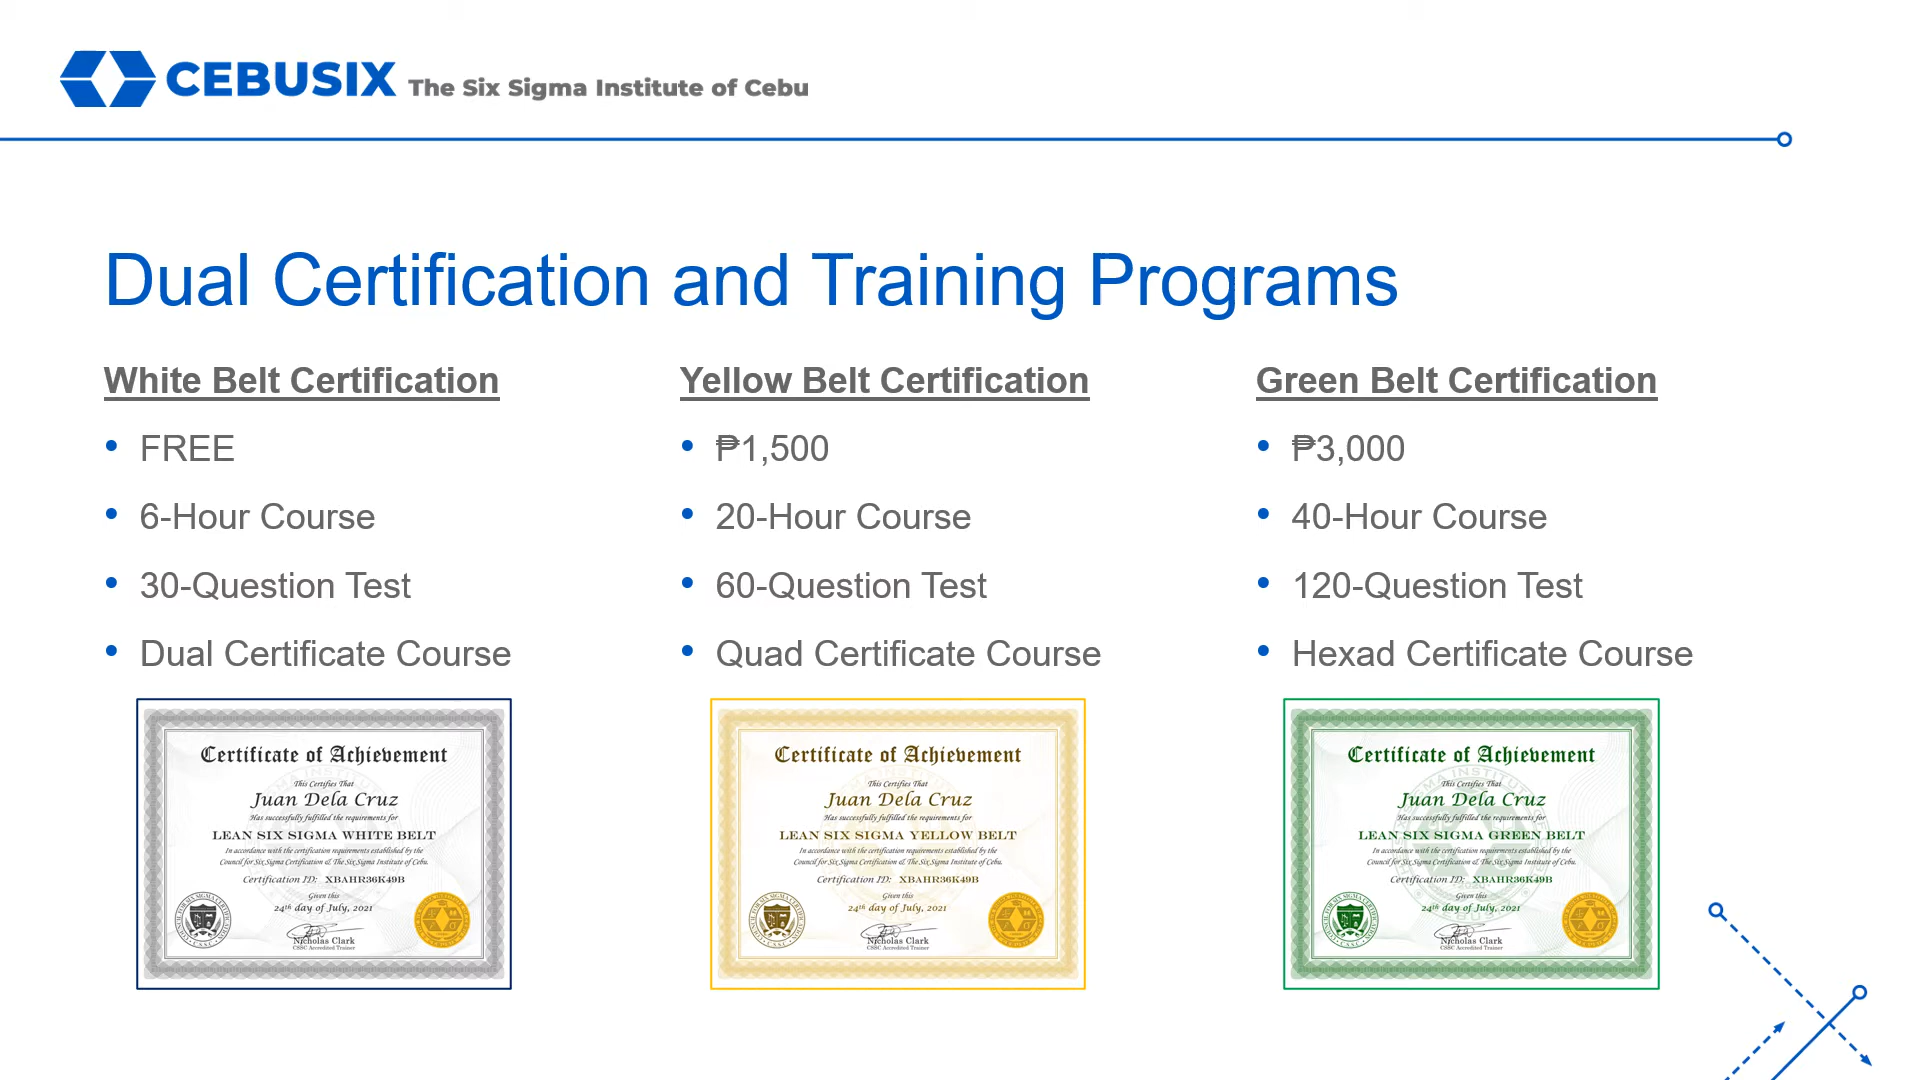 CEBUSIX The Six Sigma Institute of Cebu
Dual Certification and Training Programs
White Belt Certification
• FREE
• 6-Hour Course
• 30-Question Test
• Dual Certificate Course
Certificate of Achievement
This Certifies That
Juan Dela Cruz
Has successfully fulfilled the requirements for
LEAN SIX SIGMA WHITE BELT
In accordance with the certification requirements established by the
Council for Six Sigma Certification & The Six Sigma Institute of Cebu.
Certification ID: XBAHR36K49B
Given this
24th day of July, 2021
Nicholas Clark
CSSC Accredited Trainer
Yellow Belt Certification
• ₱1,500
• 20-Hour Course
• 60-Question Test
• Quad Certificate Course
Certificate of Achievement
This Certifies That
Juan Dela Cruz
Has successfully fulfilled the requirements for
LEAN SIX SIGMA YELLOW BELT
In accordance with the certification requirements established by the
Council for Six Sigma Certification & The Six Sigma Institute of Cebu.
Certification ID: XBAHR36K49B
Given this
24th day of July, 2021
Nicholas Clark
CSSC Accredited Trainer
Green Belt Certification
• ₱3,000
• 40-Hour Course
• 120-Question Test
• Hexad Certificate Course
Certificate of Achievement
This Certifies That
Juan Dela Cruz
Has successfully fulfilled the requirements for
LEAN SIX SIGMA GREEN BELT
In accordance with the certification requirements established by the
Council for Six Sigma Certification & The Six Sigma Institute of Cebu.
Certification ID: XBAHR36K49B
Given this
24th day of July, 2021
Nicholas Clark
CSSC Accredited Trainer